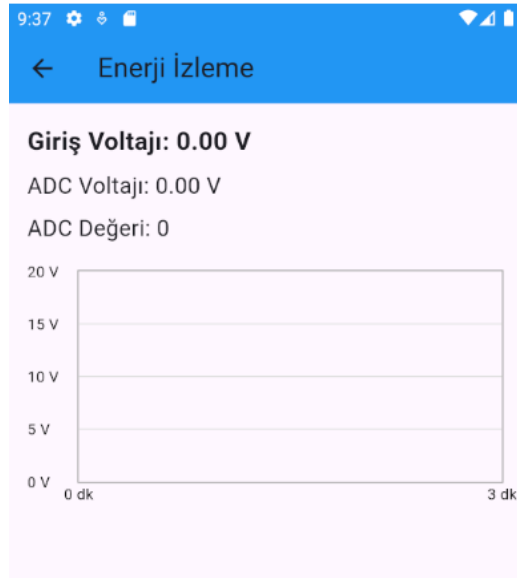 9:37
Enerji İzleme
Giriş Voltajı: 0.00 V
ADC Voltajı: 0.00 V
ADC Değeri: 0
20 V
15 V
10 V
5 V
0 V
0 dk 3 dk